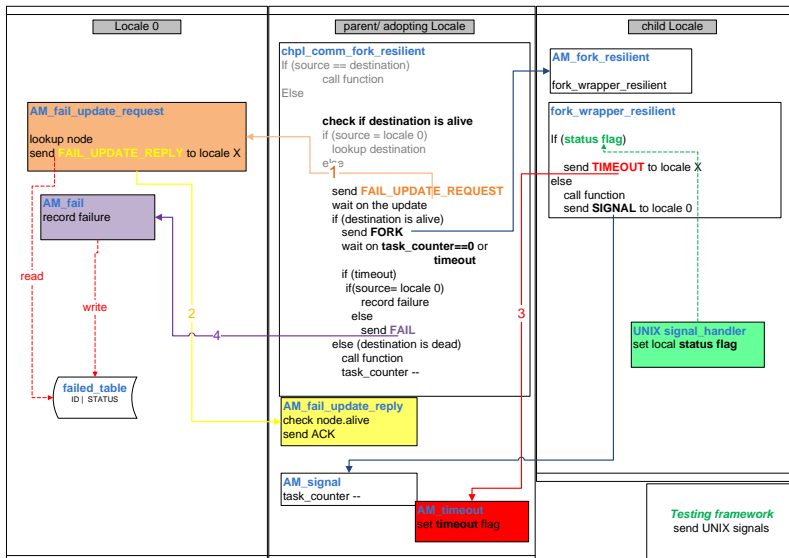 Locale 0
AM_fail_update_request
lookup node
send FAIL_UPDATE_REPLY to locale X
AM_fail
record failure
read
write
2
4
failed_table
ID | STATUS
parent/ adopting Locale
chpl_comm_fork_resilient
If (source == destination)
call function
Else
check if destination is alive
if (source = locale 0)
lookup destination
else
1
send FAIL_UPDATE_REQUEST
wait on the update
if (destination is alive)
send FORK
wait on task_counter==0 or
timeout
if (timeout)
if(source= locale 0)
record failure
else
send FAIL
else (destination is dead)
call function
task_counter --
AM_fail_update_reply
check node.alive
send ACK
AM_signal
task_counter --
AM_timeout
set timeout flag
child Locale
AM_fork_resilient
fork_wrapper_resilient
fork_wrapper_resilient
If (status flag)
send TIMEOUT to locale X
else
call function
send SIGNAL to locale 0
3
UNIX signal_handler
set local status flag
Testing framework
send UNIX signals